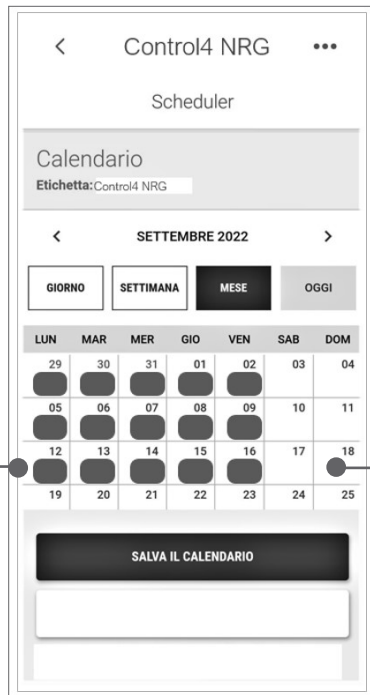 Control4 NRG
Scheduler
Calendario
Etichetta:Control4 NRG
SETTEMBRE 2022
GIORNO SETTIMANA MESE OGGI
LUN MAR MER GIO VEN SAB DOM
29 30 31 01 02 03 04
05 06 07 08 09 10 11
12 13 14 15 16 17 18
19 20 21 22 23 24 25
SALVA IL CALENDARIO